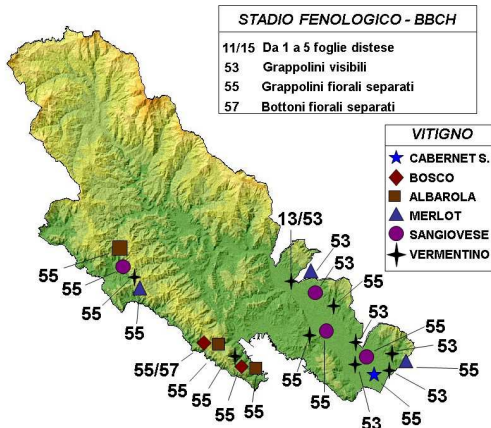 STADIO FENOLOGICO - BBCH
11/15 Da 1 a 5 foglie distese
53 Grappolini visibili
55 Grappolini fiorali separati
57 Bottoni fiorali separati
VITIGNO
CABERNET S.
BOSCO
ALBAROLA
MERLOT
SANGIOVESE
VERMENTINO
13/53
53
53
55
55
55
55
55
53
55
53
55/57
55
55
55
55
55
53
55
53
55